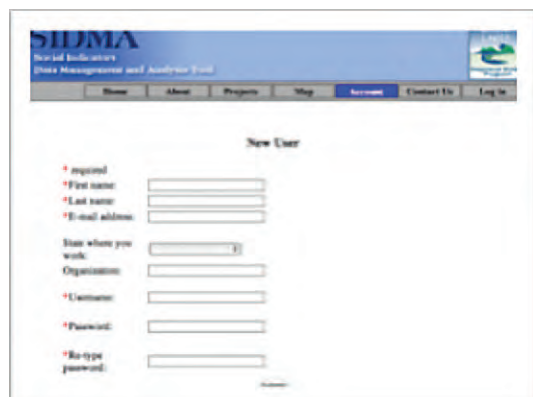 SIDMA
Social Indicators
Data Management and Analysis Tool
Home About Projects Map Account Contact Us Log in
New User
* required
*First name:
*Last name:
*E-mail address:
State where you
work:
Organization:
*Username:
*Password:
*Re-type
password: